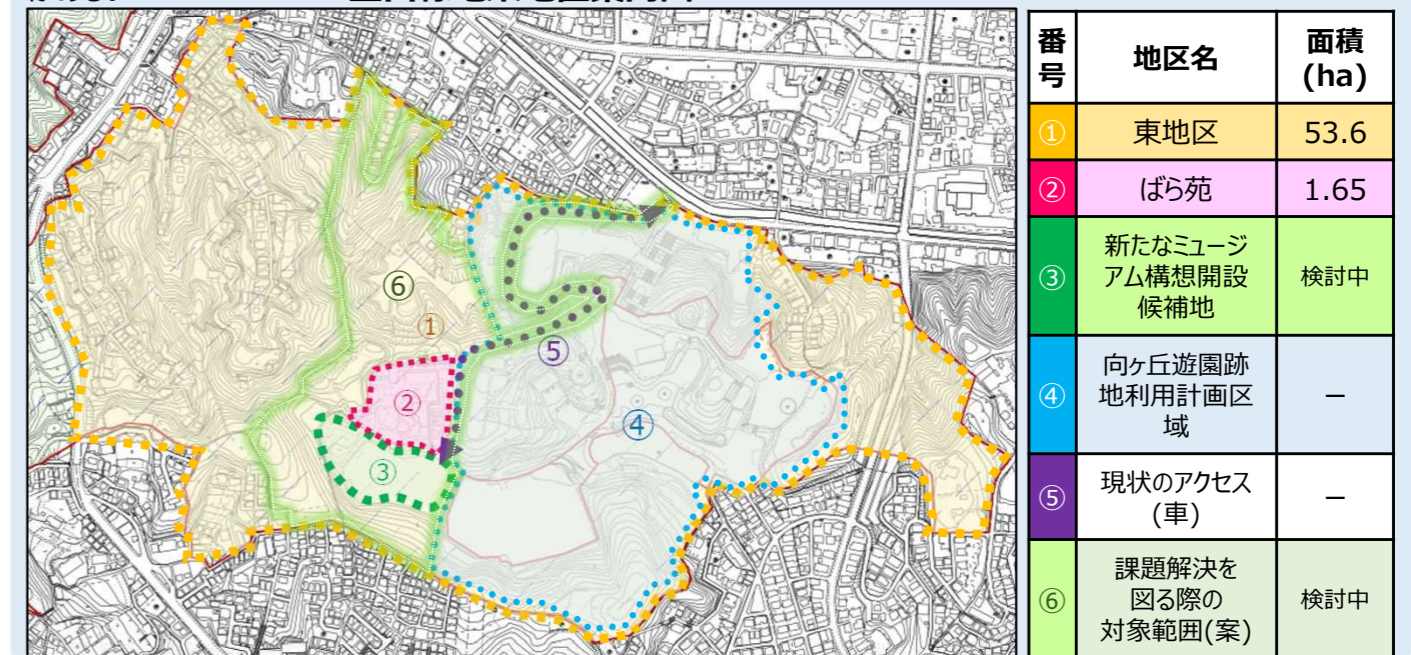 番号
地区名
面積
(ha)
①
東地区
53.6
②
ばら苑
1.65
③
新たなミュージ
アム構想開設
候補地
検討中
④
向ヶ丘遊園跡
地利用計画区
域
－
⑤
現状のアクセス
(車)
－
⑥
課題解決を
図る際の
対象範囲(案)
検討中
⑥
①
⑤
②
④
③